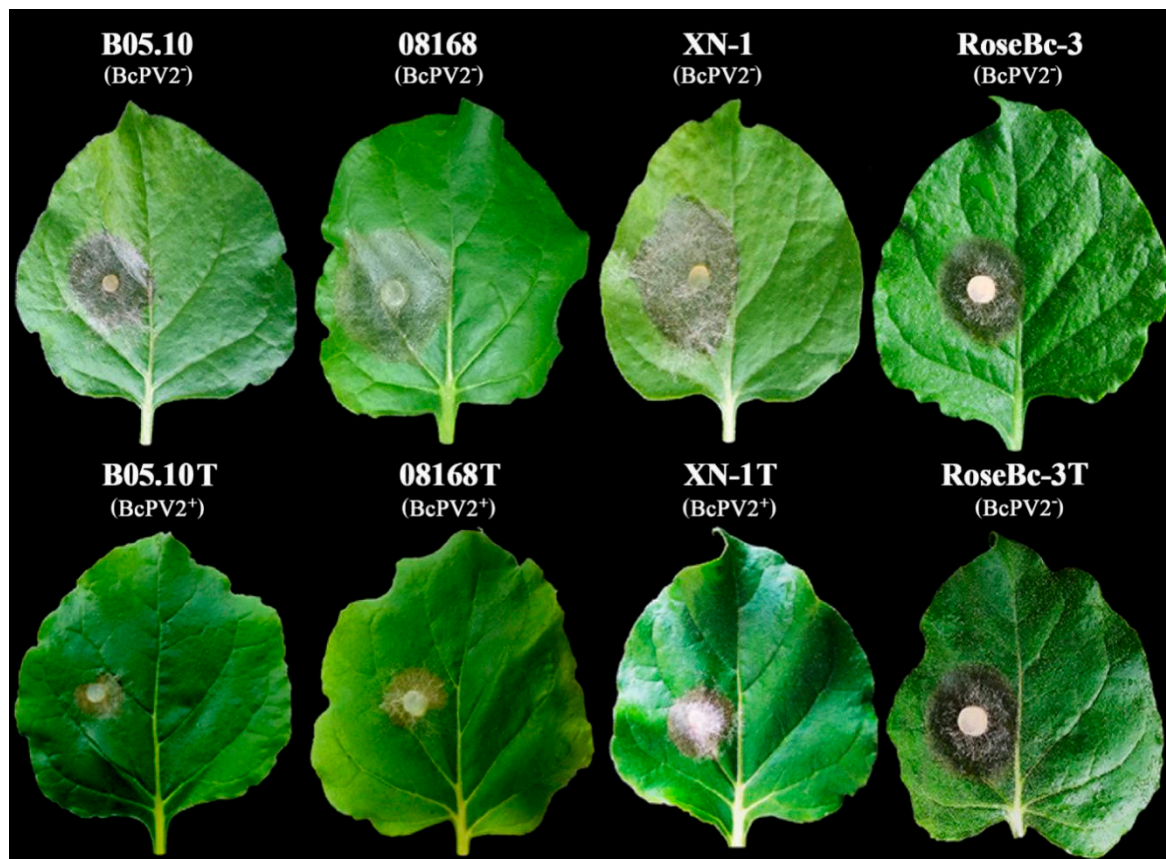 B05.10
(BcPV2⁻)
08168
(BcPV2⁻)
XN-1
(BcPV2⁻)
RoseBc-3
(BcPV2⁻)
B05.10T
(BcPV2⁺)
08168T
(BcPV2⁺)
XN-1T
(BcPV2⁺)
RoseBc-3T
(BcPV2⁻)